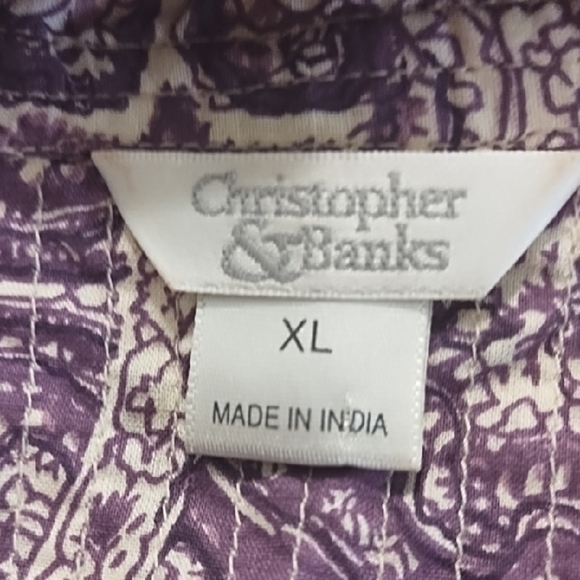 Christopher
& Banks
XL
MADE IN INDIA